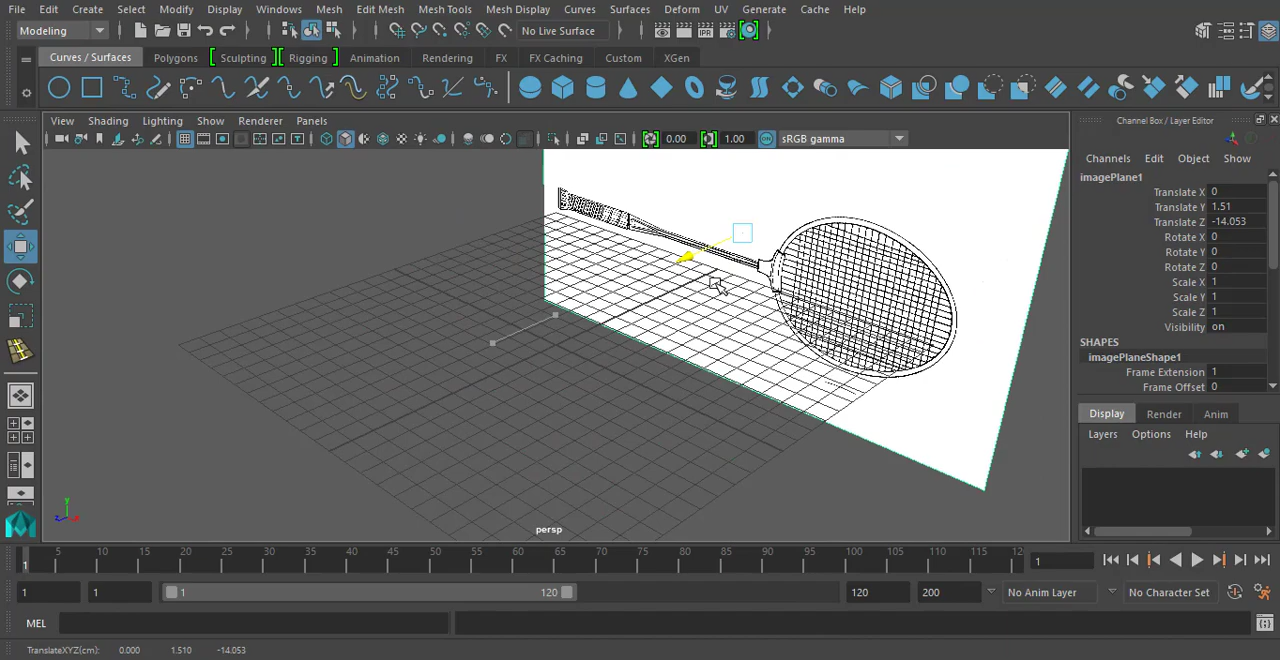 File Edit Create Select Modify Display Windows Mesh Edit Mesh Mesh Tools Mesh Display Curves Surfaces Deform UV Generate Cache Help
Modeling No Live Surface IPR
Curves / Surfaces Polygons Sculpting Rigging Animation Rendering FX FX Caching Custom XGen
View Shading Lighting Show Renderer Panels
0.00 1.00 ON sRGB gamma
persp
Channel Box / Layer Editor
Channels Edit Object Show
imagePlane1
Translate X 0
Translate Y 1.51
Translate Z -14.053
Rotate X 0
Rotate Y 0
Rotate Z 0
Scale X 1
Scale Y 1
Scale Z 1
Visibility on
SHAPES
imagePlaneShape1
Frame Extension 1
Frame Offset 0
Display Render Anim
Layers Options Help
5 10 15 20 25 30 35 40 45 50 55 60 65 70 75 80 85 90 95 100 105 110 115 12
1 1
1 1 1 120 120 200 No Anim Layer No Character Set
MEL
TranslateXYZ(cm): 0.000 1.510 -14.053